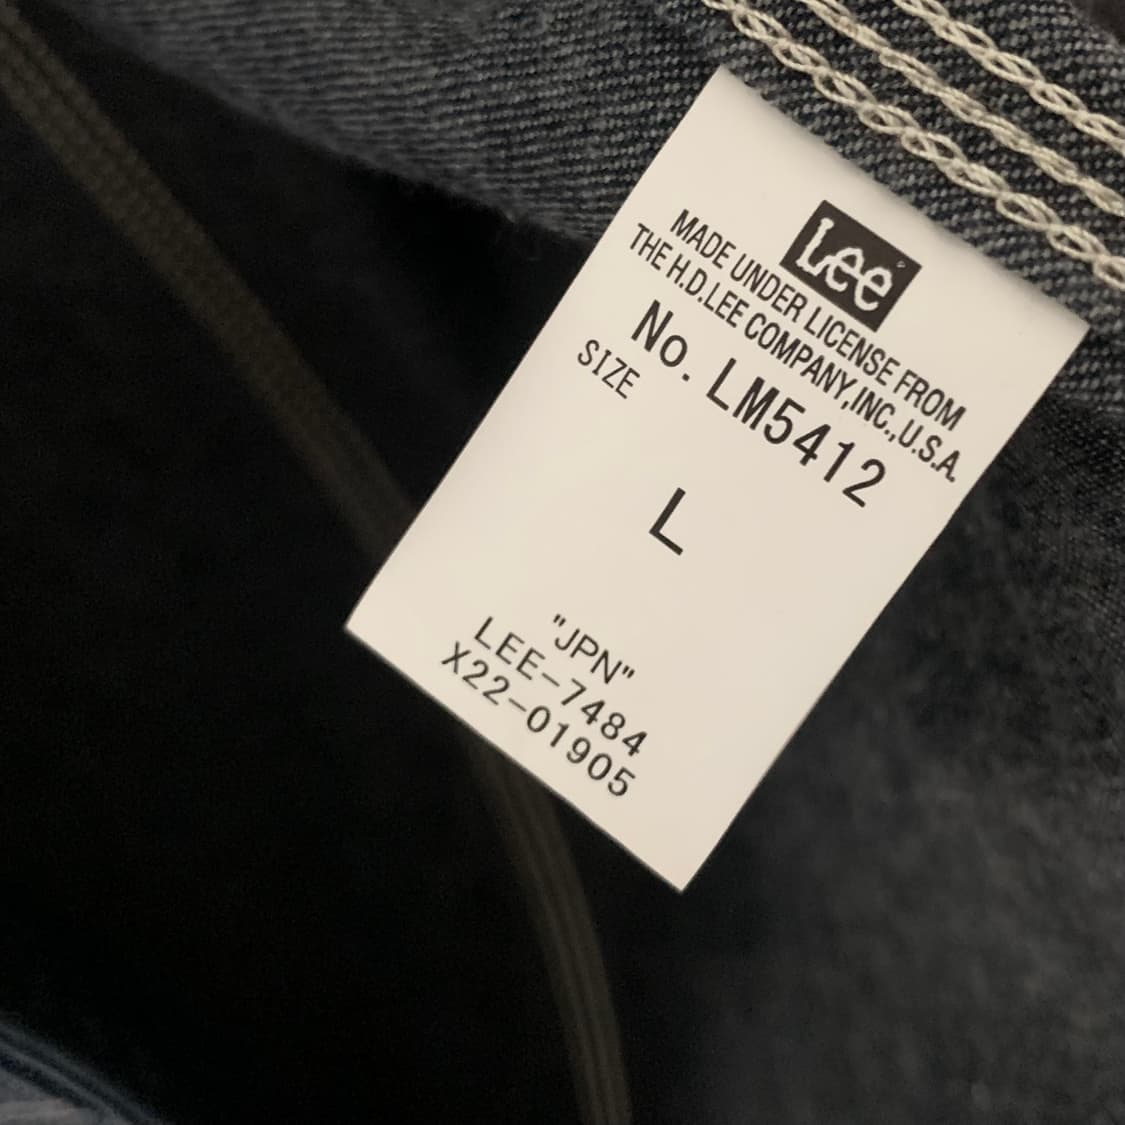 Lee
MADE UNDER LICENSE FROM
THE H.D.LEE COMPANY,INC.,U.S.A.
No. LM5412
SIZE
L
"JPN"
LEE-7484
X22-01905